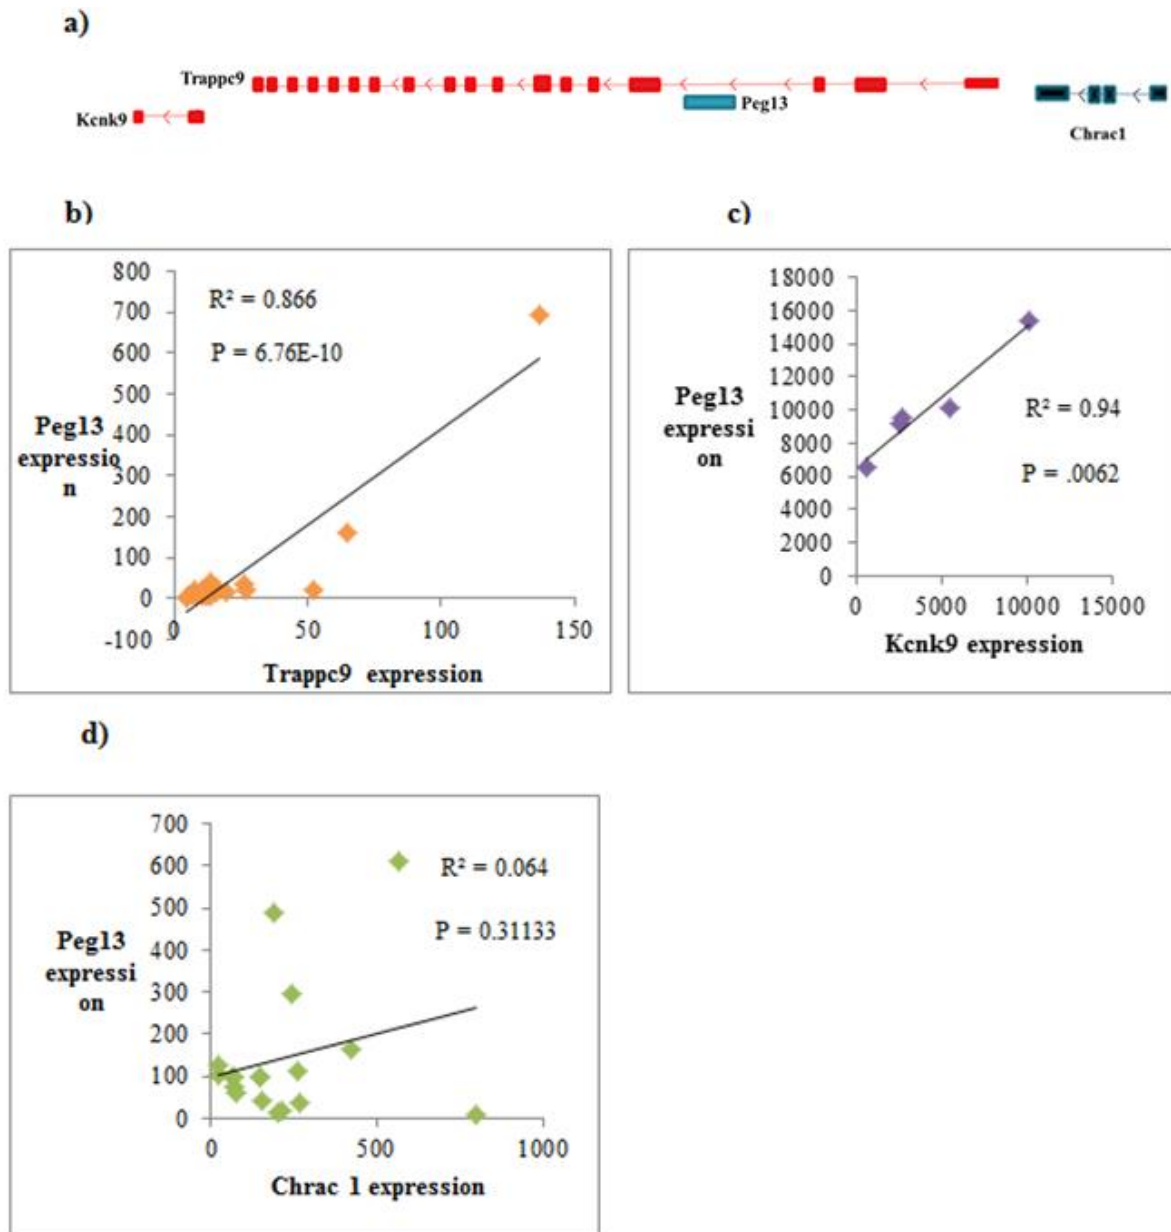 a)
Trappc9
Peg13
Kcnk9
Chrac1
b)
800
700
600
500
400
300
200
100
0
-100
R² = 0.866
P = 6.76E-10
Peg13
expressio
n
0
50
100
150
Trappc9 expression
c)
18000
16000
14000
12000
10000
8000
6000
4000
2000
0
Peg13
expressi
on
R² = 0.94
P = .0062
0
5000
10000
15000
Kcnk9 expression
d)
700
600
500
400
300
200
100
0
R² = 0.064
P = 0.31133
Peg13
expressi
on
0
500
1000
Chrac 1 expression